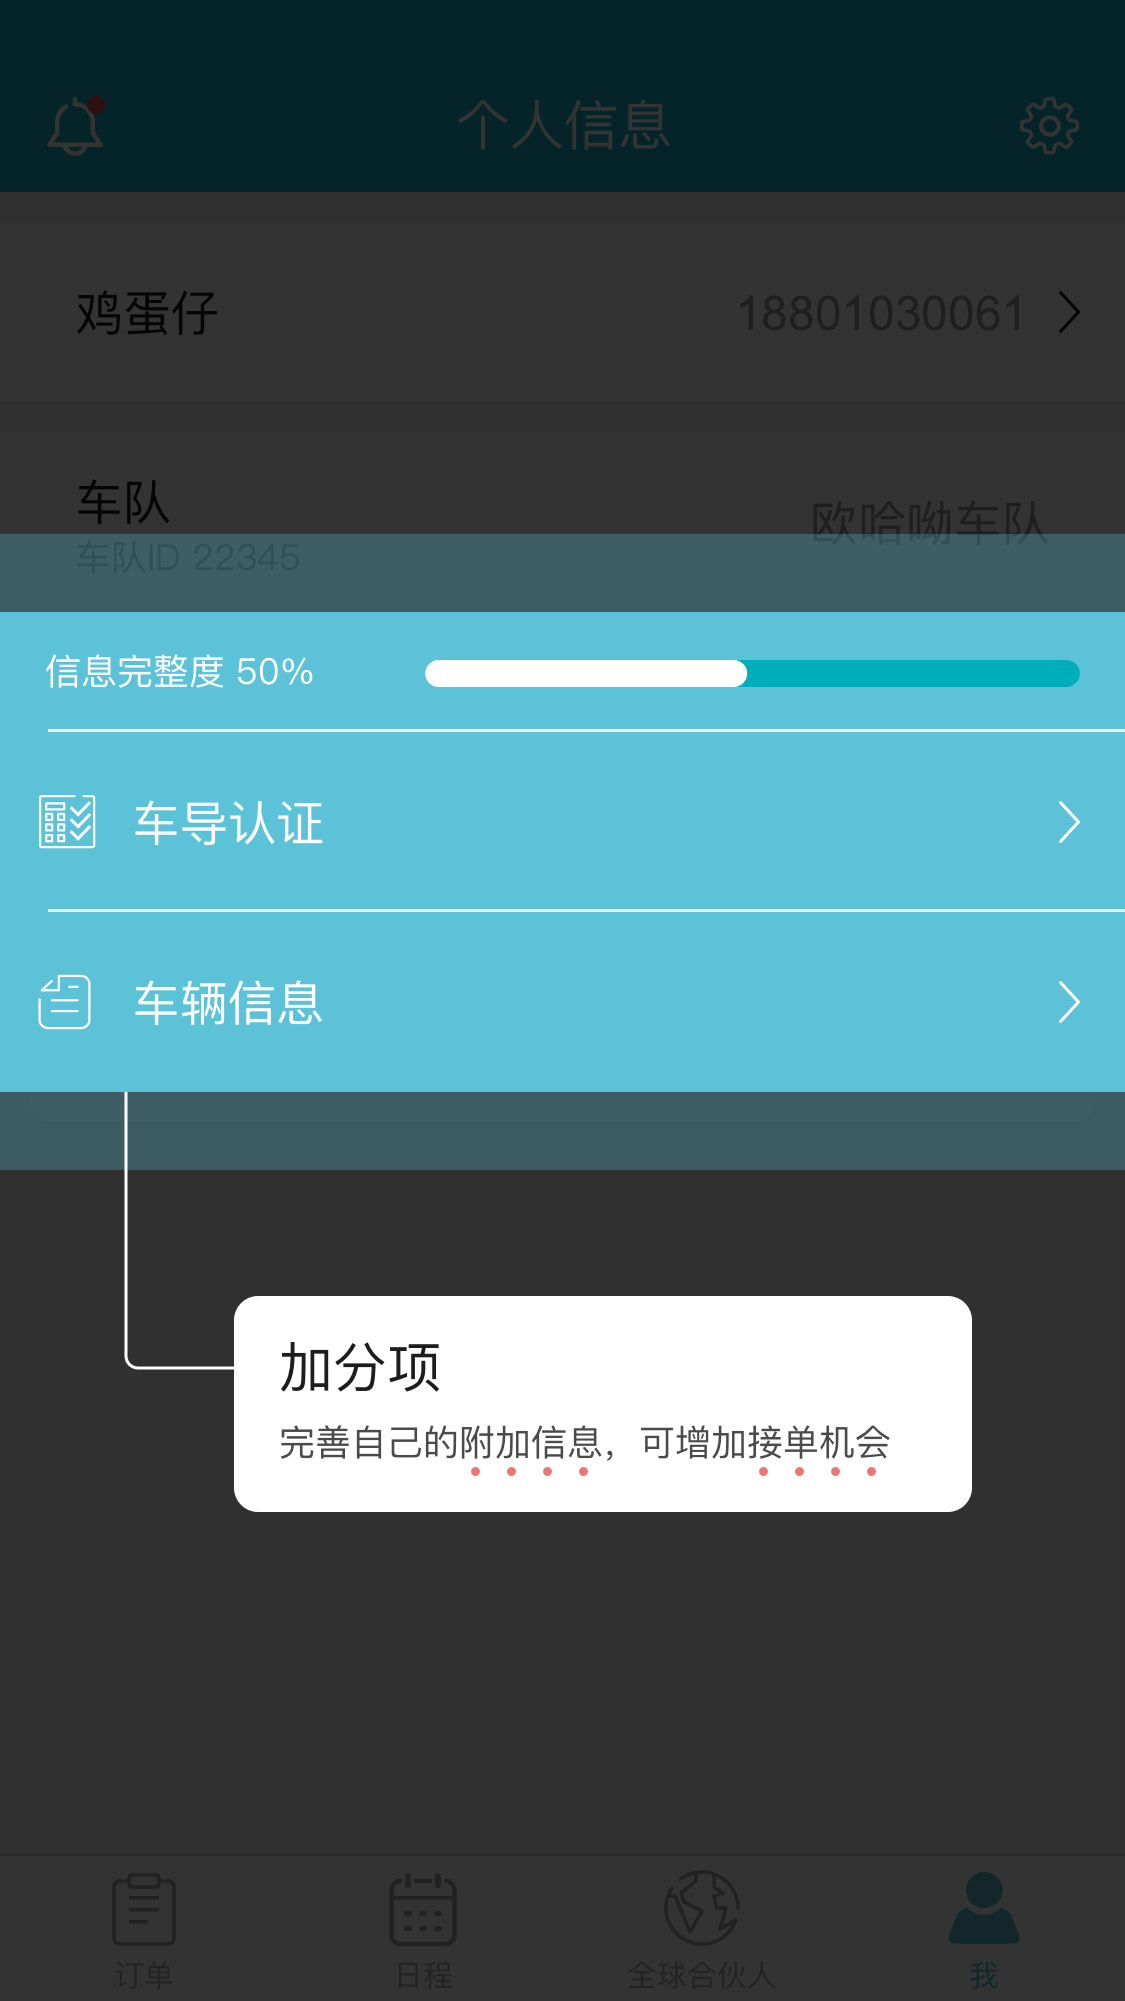 个人信息
鸡蛋仔 18801030061
车队
欧哈呦车队
车队ID 22345
信息完整度 50%
车导认证
车辆信息
加分项
完善自己的附加信息，可增加接单机会
订单 日程 全球合伙人 我